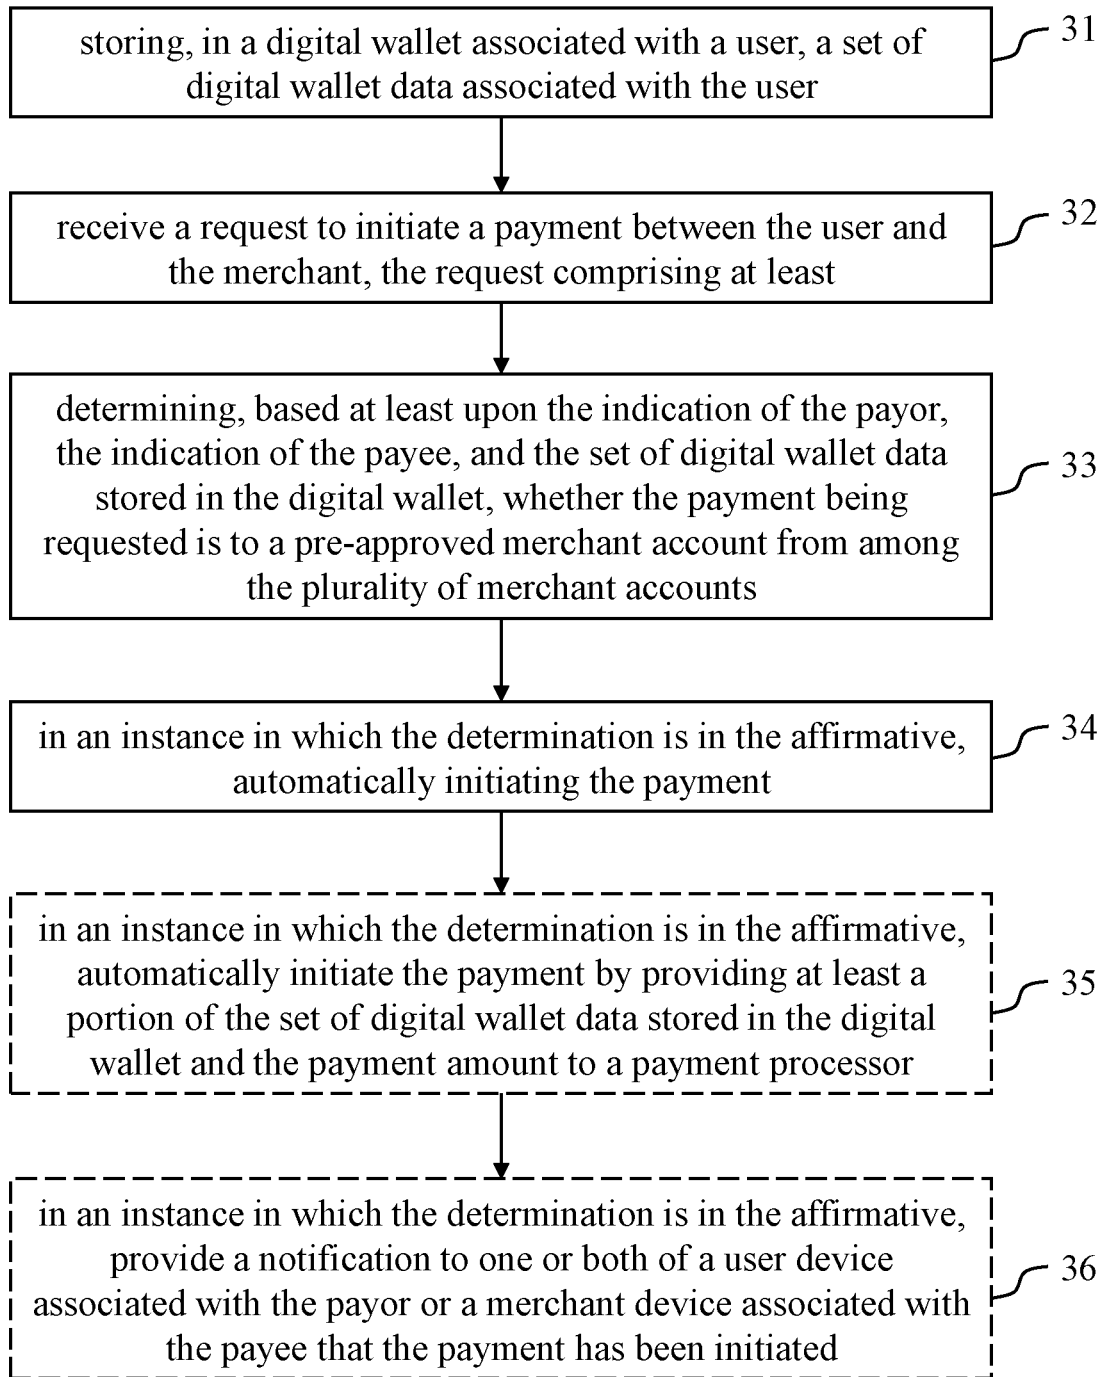 storing, in a digital wallet associated with a user, a set of
digital wallet data associated with the user
31
receive a request to initiate a payment between the user and
the merchant, the request comprising at least
32
determining, based at least upon the indication of the payor,
the indication of the payee, and the set of digital wallet data
stored in the digital wallet, whether the payment being
requested is to a pre-approved merchant account from among
the plurality of merchant accounts
33
in an instance in which the determination is in the affirmative,
automatically initiating the payment
34
in an instance in which the determination is in the affirmative,
automatically initiate the payment by providing at least a
portion of the set of digital wallet data stored in the digital
wallet and the payment amount to a payment processor
35
in an instance in which the determination is in the affirmative,
provide a notification to one or both of a user device
associated with the payor or a merchant device associated with
the payee that the payment has been initiated
36